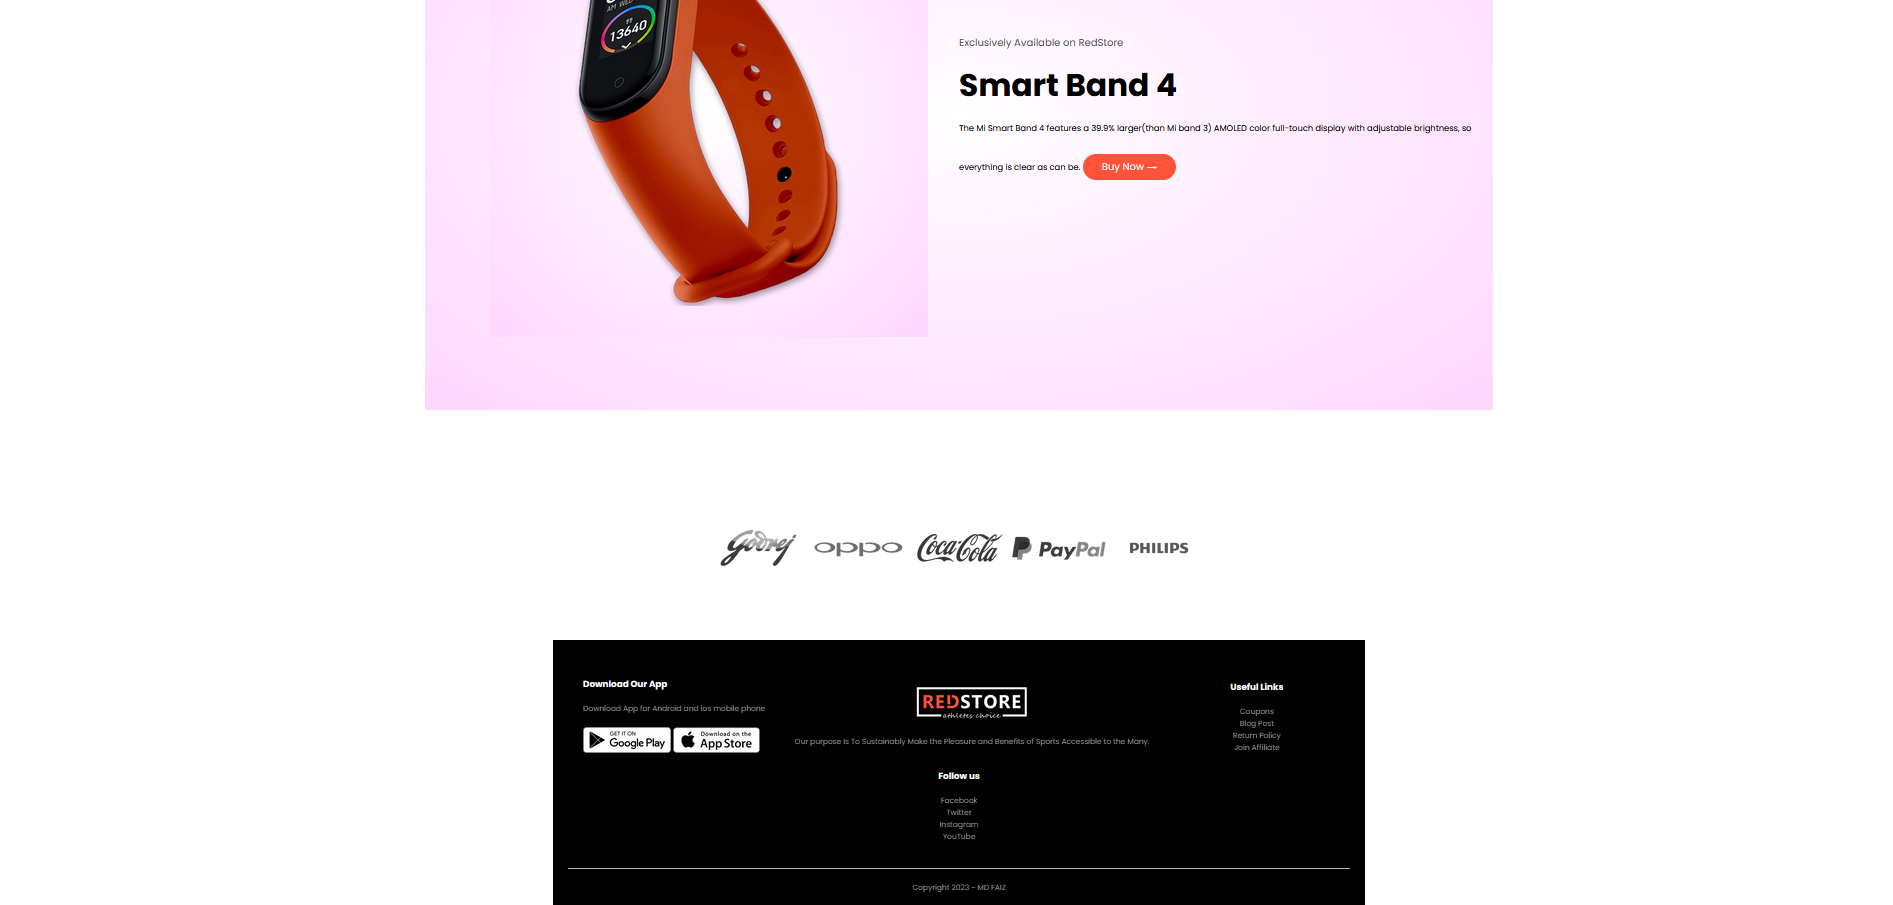 AM WED
13640
Exclusively Available on RedStore
Smart Band 4
The Mi Smart Band 4 features a 39.9% larger(than Mi band 3) AMOLED color full-touch display with adjustable brightness, so
everything is clear as can be. Buy Now →
Godrej oppo Coca-Cola PayPal PHILIPS
Download Our App
Download App for Android and ios mobile phone
GET IT ON
Google Play
Download on the
App Store
REDSTORE
athletes choice
Our purpose Is To Sustainably Make the Pleasure and Benefits of Sports Accessible to the Many.
Useful Links
Coupons
Blog Post
Return Policy
Join Affiliate
Follow us
Facebook
Twitter
Instagram
YouTube
Copyright 2023 - MD FAIZ